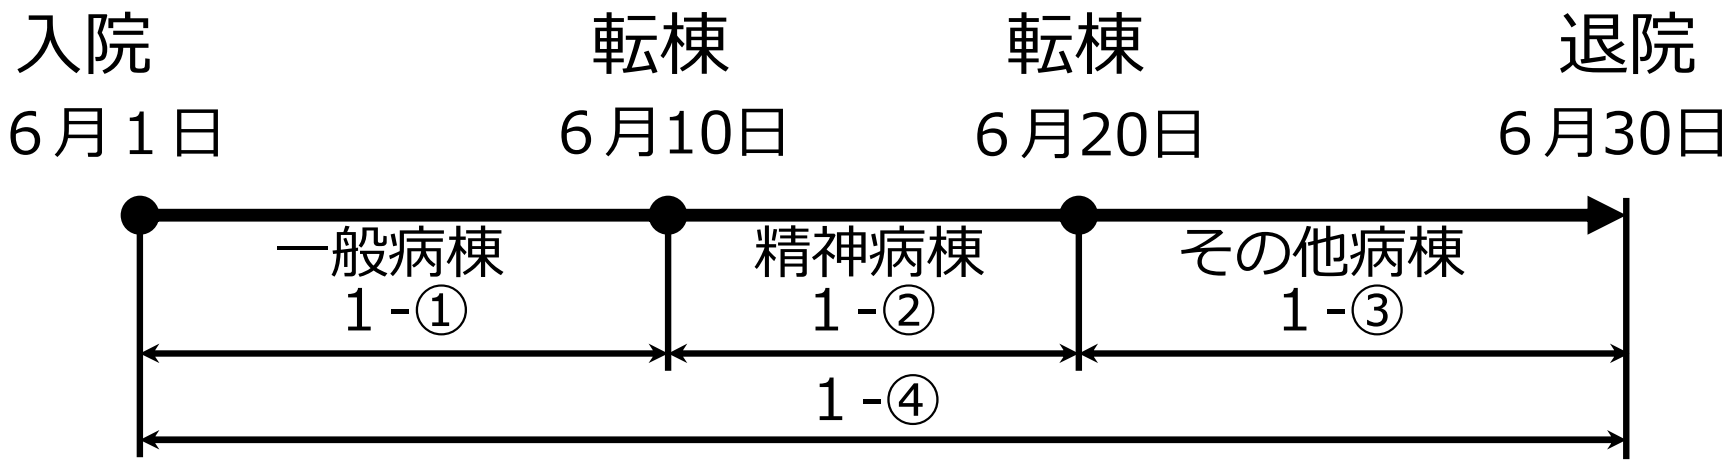 入院 転棟 転棟 退院
６月１日 ６月10日 ６月20日 ６月30日
一般病棟 精神病棟 その他病棟
１-① １-② １-③
１-④